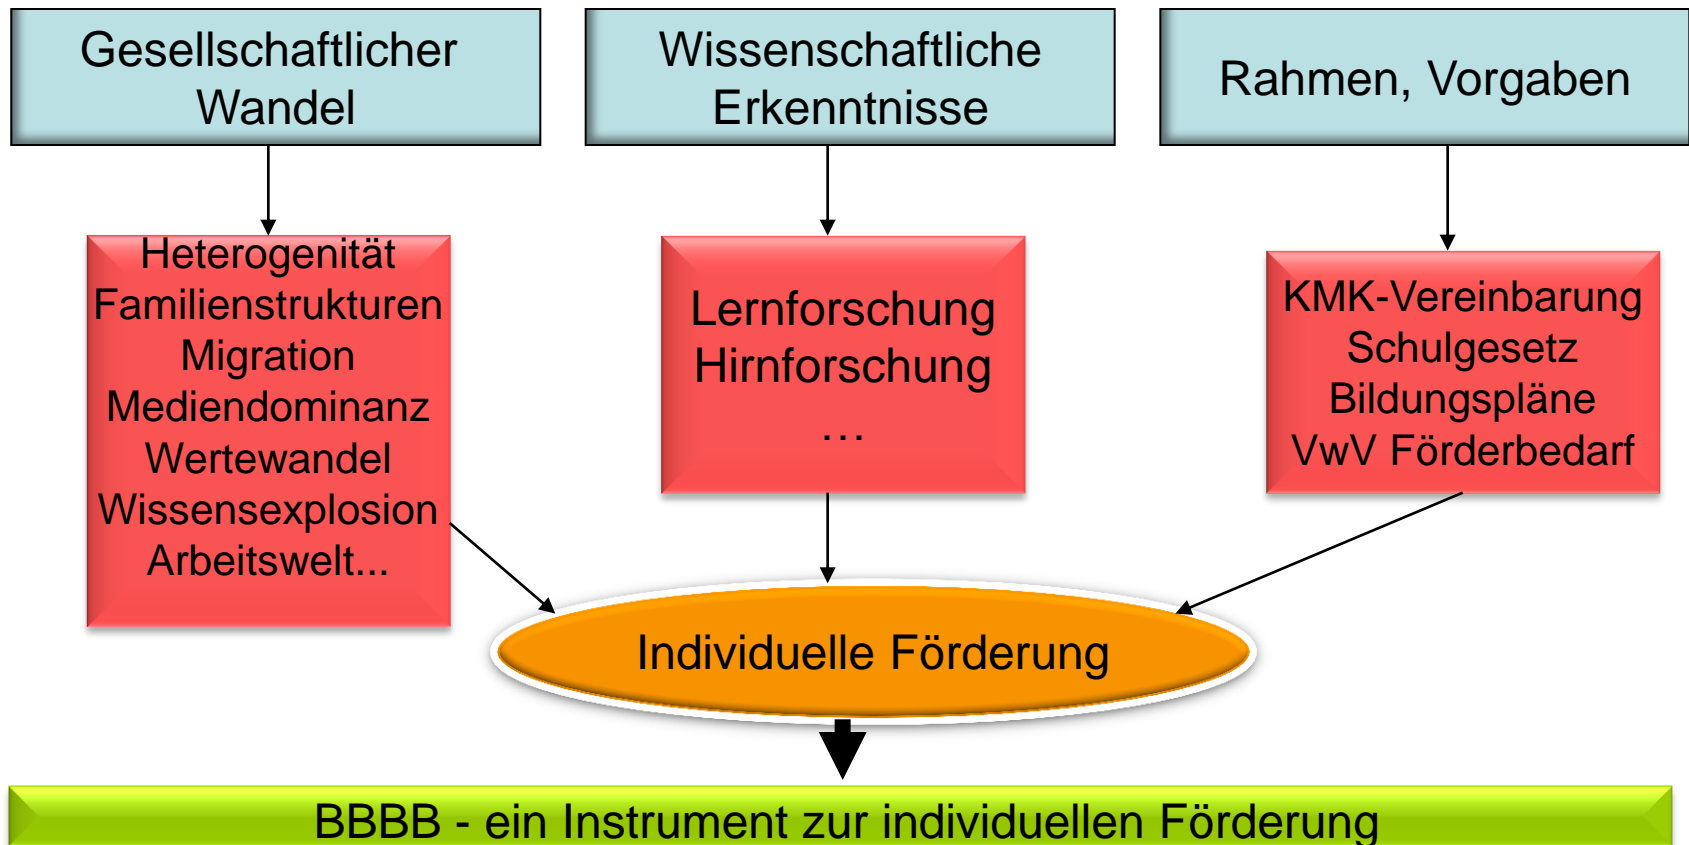 Gesellschaftlicher
Wandel
Wissenschaftliche
Erkenntnisse
Rahmen, Vorgaben
Heterogenität
Familienstrukturen
Migration
Mediendominanz
Wertewandel
Wissensexplosion
Arbeitswelt...
Lernforschung
Hirnforschung
…
KMK-Vereinbarung
Schulgesetz
Bildungspläne
VwV Förderbedarf
Individuelle Förderung
BBBB - ein Instrument zur individuellen Förderung